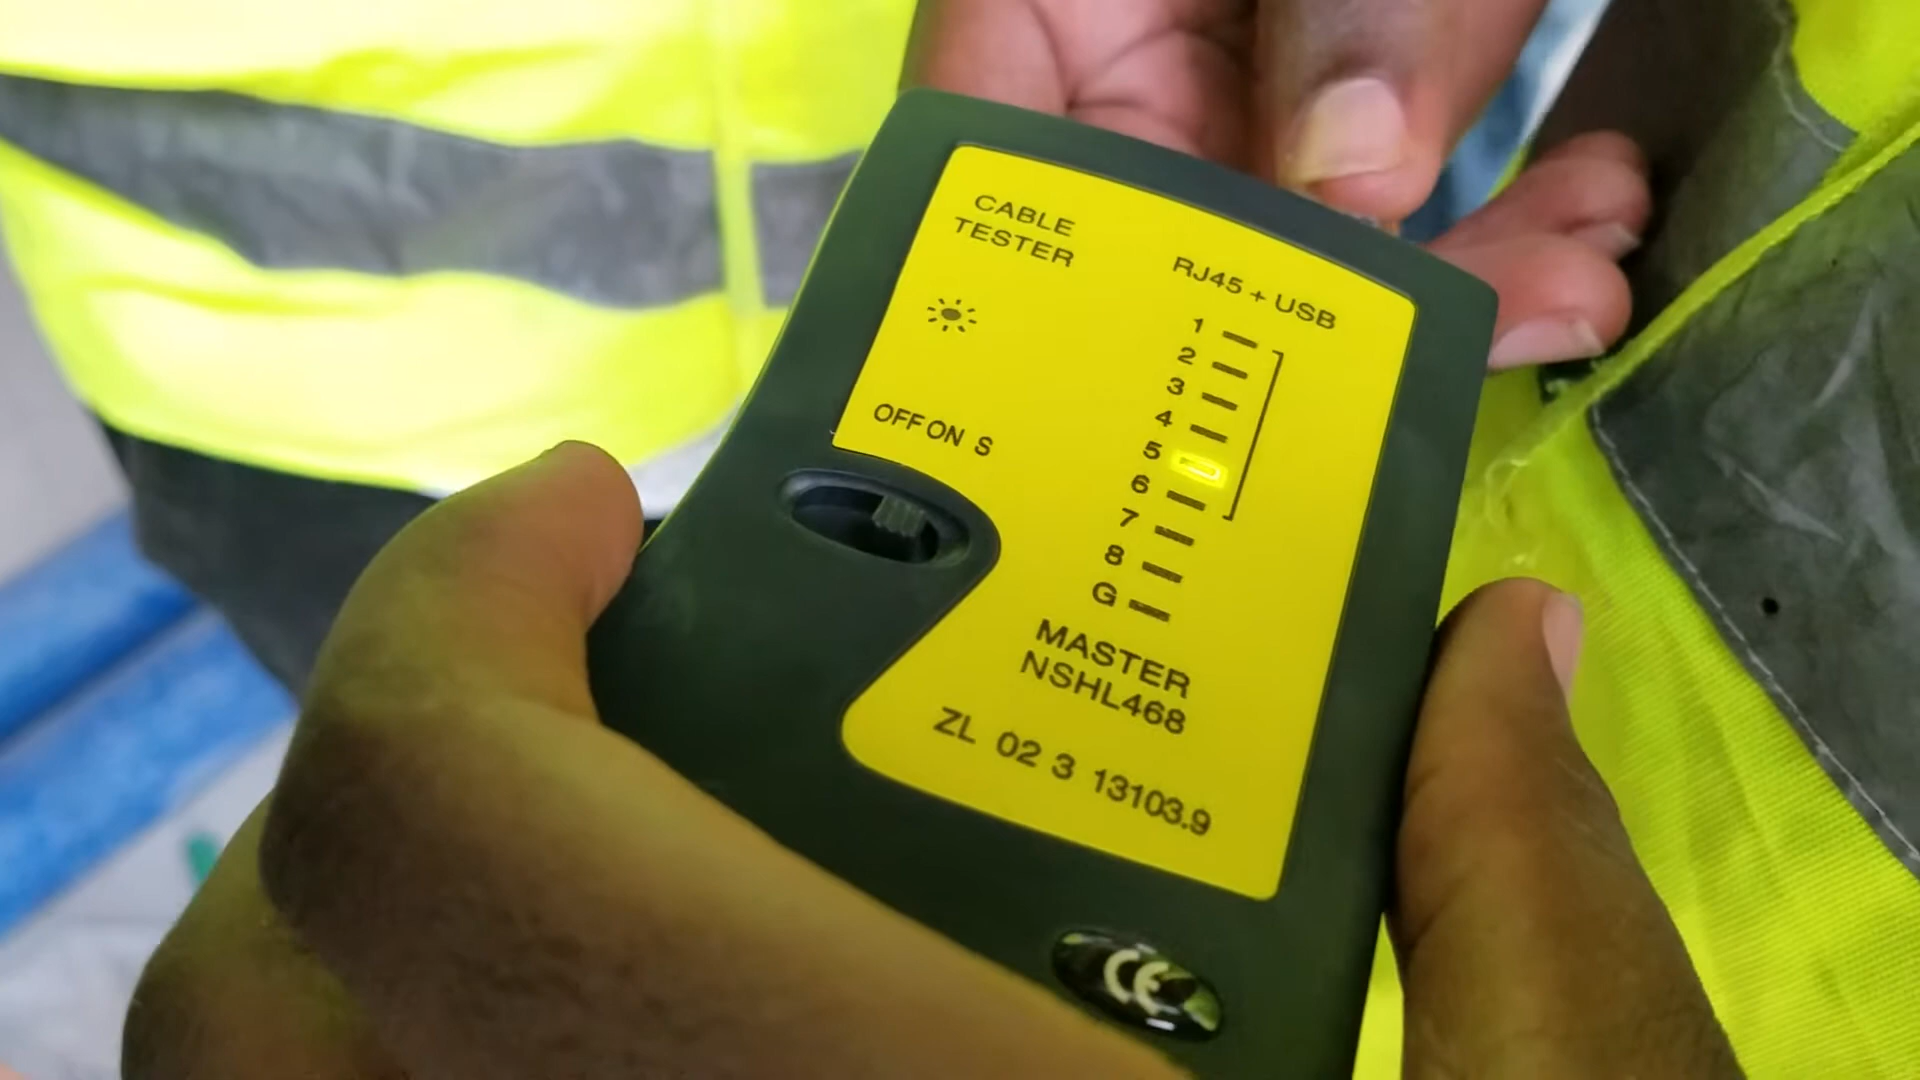 CABLE
TESTER
RJ45 + USB
1
2
3
4
5
6
7
8
G
OFF ON S
MASTER
NSHL468
ZL 02 3 13103.9
CE